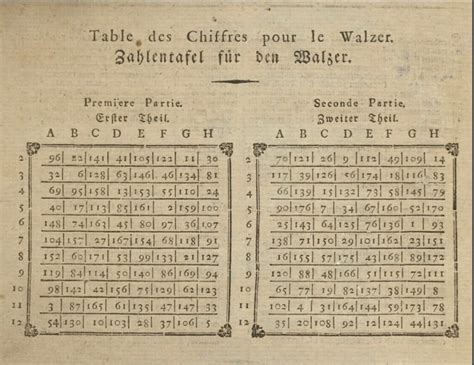 Table des Chiffres pour le Walzer.
Zahlentafel für den Walzer.
Premiere Partie.
Erster Theil.
A B C D E F G H
2 96 22 141 41 105 122 11 30
3 32 6 128 63 146 46 134 81
4 69 95 158 13 153 55 110 24
5 40 17 113 85 161 2 159 100
6 148 74 163 45 80 97 36 107
7 104 157 27 167 154 68 118 91
8 152 60 171 53 99 133 21 127
9 119 84 114 50 140 86 169 94
10 98 142 42 156 75 129 62 123
11 3 87 165 61 135 47 147 33
12 54 130 10 103 28 37 106 5
Seconde Partie.
Zweiter Theil.
A B C D E F G H
2 70 121 26 9 112 49 109 14
3 117 39 126 56 174 18 116 83
4 66 139 15 132 73 58 145 79
5 90 176 7 34 67 160 52 170
6 25 143 64 125 76 136 1 93
7 138 71 150 29 101 162 23 151
8 16 155 57 175 43 168 89 172
9 120 88 48 166 51 115 72 111
10 65 77 19 82 137 38 149 8
11 102 4 31 164 144 59 173 78
12 35 20 108 92 12 124 44 131